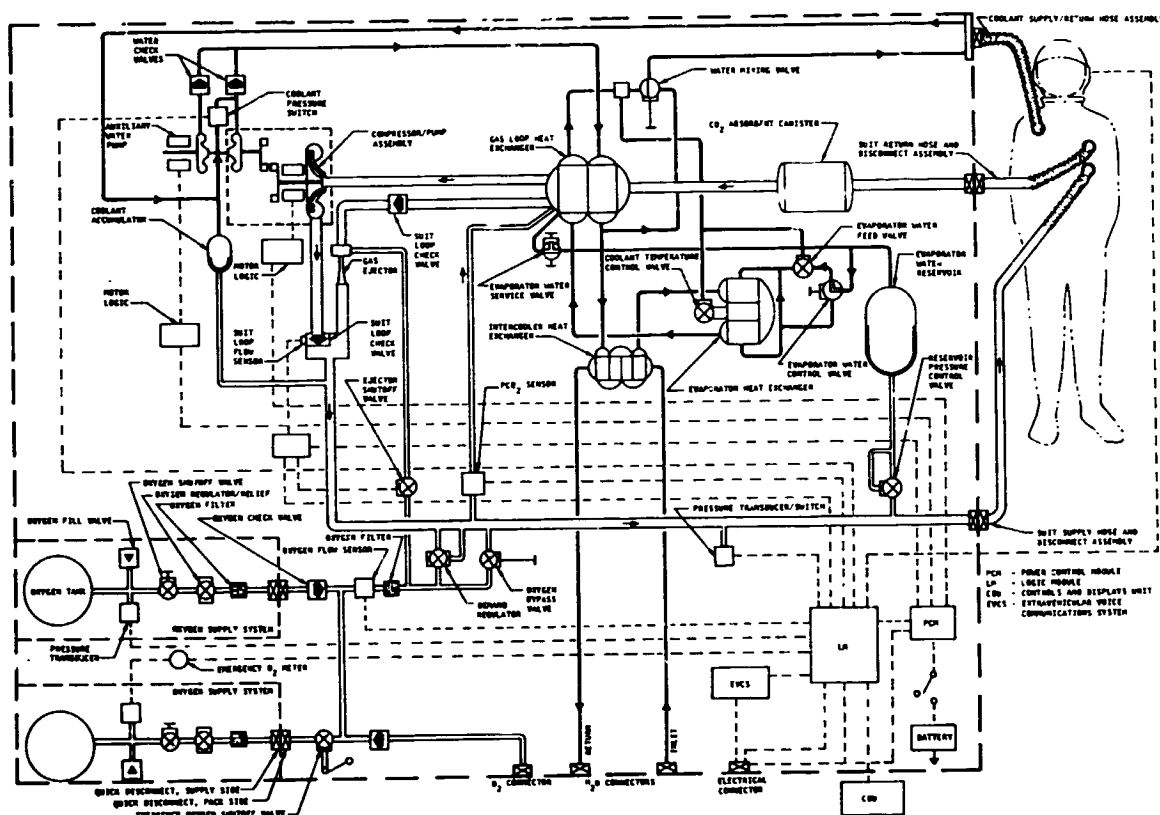 COOLANT SUPPLY/RETURN HOSE ASSEMBLY
WATER
CHECK
VALVES
COOLANT
PRESSURE
SWITCH
AUXILIARY
WATER
PUMP
COMPRESSOR/PUMP
ASSEMBLY
GAS LOOP HEAT
EXCHANGER
WATER MIXING VALVE
CO2 ABSORBENT CANISTER
SUIT RETURN HOSE AND
DISCONNECT ASSEMBLY
COOLANT
ACCUMULATOR
MOTOR
LOGIC
SUIT
LOOP CHECK
VALVE
GAS EJECTOR
EVAPORATOR WATER
SERVICE VALVE
COOLANT TEMPERATURE
CONTROL VALVE
EVAPORATOR WATER
FEED VALVE
EVAPORATOR
WATER
RESERVOIR
MOTOR
LOGIC
SUIT
LOOP FLOW
SENSOR
SUIT
LOOP
CHECK
VALVE
INTERCOOLER HEAT
EXCHANGER
EJECTOR
SHUTOFF
VALVE
PCO2 SENSOR
EVAPORATOR HEAT EXCHANGER
EVAPORATOR WATER
CONTROL VALVE
RESERVOIR
PRESSURE
CONTROL
VALVE
OXYGEN SHUTOFF VALVE
OXYGEN REGULATOR/RELIEF
OXYGEN FILTER
OXYGEN FILL VALVE
OXYGEN CHECK VALVE
OXYGEN FILTER
OXYGEN FLOW SENSOR
PRESSURE TRANSDUCER/SWITCH
SUIT SUPPLY HOSE AND
DISCONNECT ASSEMBLY
OXYGEN TANK
DEMAND
REGULATOR
OXYGEN
BYPASS
VALVE
PCM - POWER CONTROL MODULE
LM - LOGIC MODULE
CDU - CONTROLS AND DISPLAYS UNIT
EVCS - EXTRAVEHICULAR VOICE
COMMUNICATIONS SYSTEM
OXYGEN SUPPLY SYSTEM
PRESSURE
TRANSDUCER
EMERGENCY O2 METER
LM
PCM
OXYGEN SUPPLY SYSTEM
EVCS
BATTERY
RETURN
INLET
QUICK DISCONNECT, SUPPLY SIDE
QUICK DISCONNECT, PACK SIDE
EMERGENCY OXYGEN SHUTOFF VALVE
O2 CONNECTOR
H2O CONNECTORS
ELECTRICAL
CONNECTOR
CDU